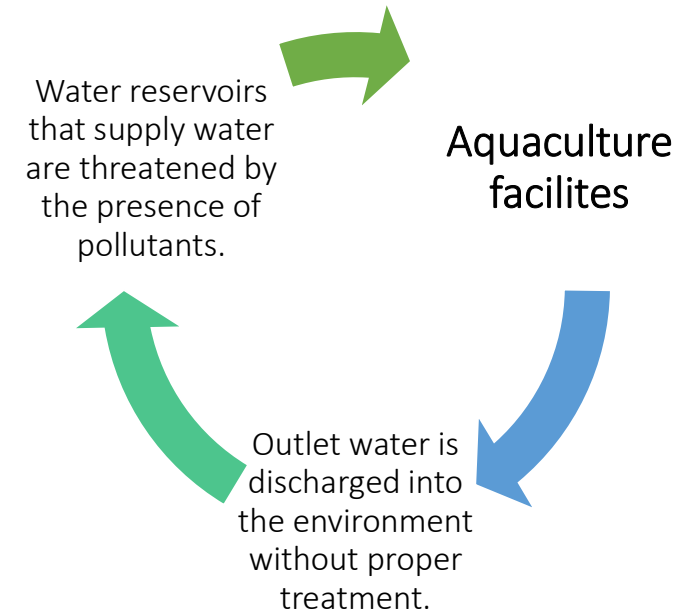 Water reservoirs
that supply water
are threatened by
the presence of
pollutants.
Aquaculture
facilites
Outlet water is
discharged into
the environment
without proper
treatment.